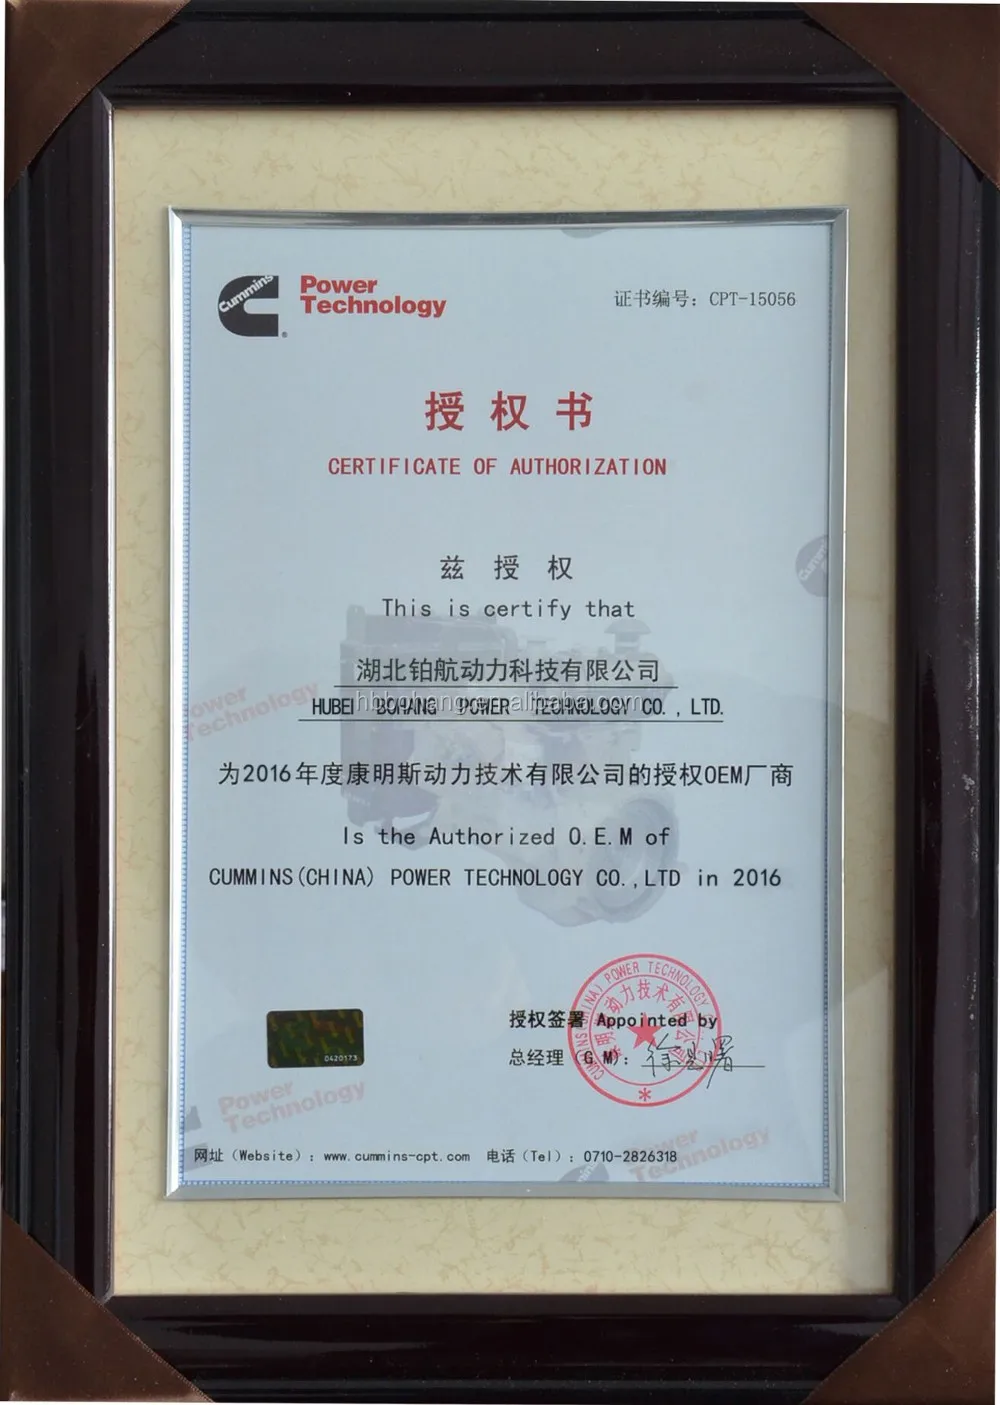 Cummins
Power
Technology
®
证书编号：CPT-15056
授权书
CERTIFICATE OF AUTHORIZATION
兹授权
This is certify that
湖北铂航动力科技有限公司
HUBEI BOHANG POWER TECHNOLOGY CO.,LTD.
为2016年度康明斯动力技术有限公司的授权OEM厂商
Is the Authorized O.E.M of
CUMMINS(CHINA) POWER TECHNOLOGY CO.,LTD in 2016
授权签署 Appointed by
总经理 (G.M)：
0420173
Power
Technology
网址（Website）：www.cummins-cpt.com 电话（Tel）：0710-2826318